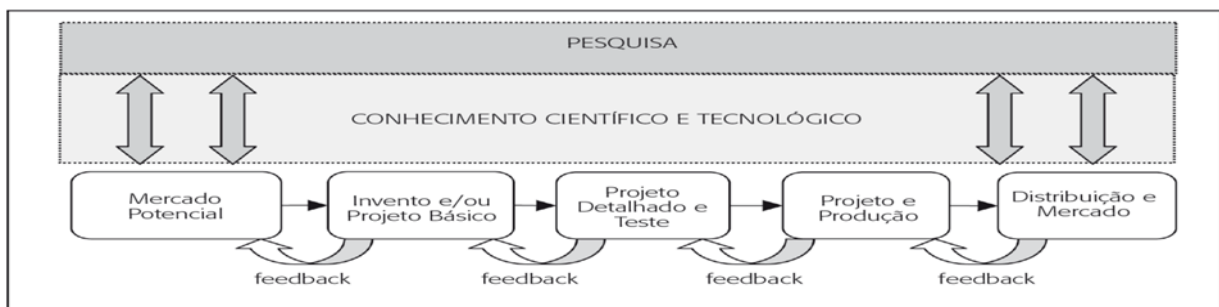 PESQUISA
CONHECIMENTO CIENTÍFICO E TECNOLÓGICO
Mercado
Potencial
Invento e/ou
Projeto Básico
Projeto
Detalhado e
Teste
Projeto e
Produção
Distribuição e
Mercado
feedback
feedback
feedback
feedback